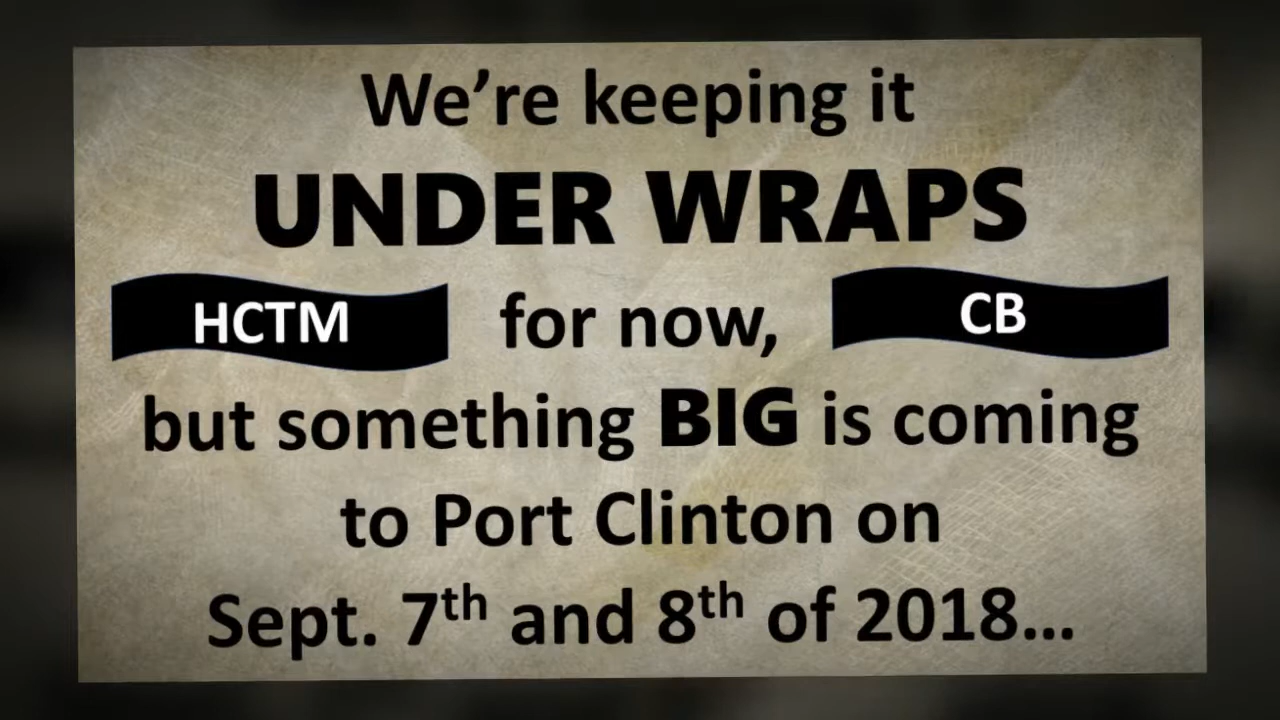 We're keeping it
UNDER WRAPS
HCTM for now, CB
but something BIG is coming
to Port Clinton on
Sept. 7th and 8th of 2018...